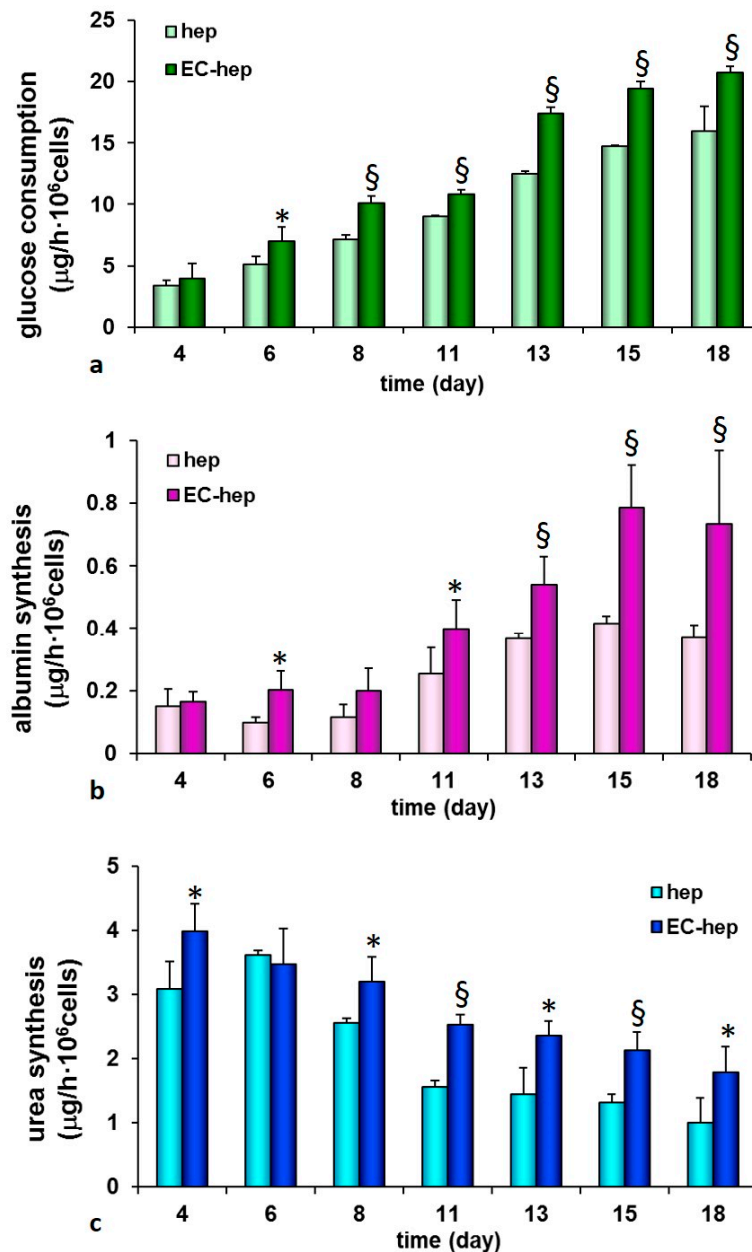 25
20
15
10
5
0
hep
EC-hep
glucose consumption
(µg/h·10⁶cells)
* § § § § §
4 6 8 11 13 15 18
time (day)
a
1
0.8
0.6
0.4
0.2
0
hep
EC-hep
albumin synthesis
(µg/h·10⁶cells)
* * § § §
4 6 8 11 13 15 18
time (day)
b
5
4
3
2
1
0
hep
EC-hep
urea synthesis
(µg/h·10⁶cells)
* * § * § *
4 6 8 11 13 15 18
time (day)
c